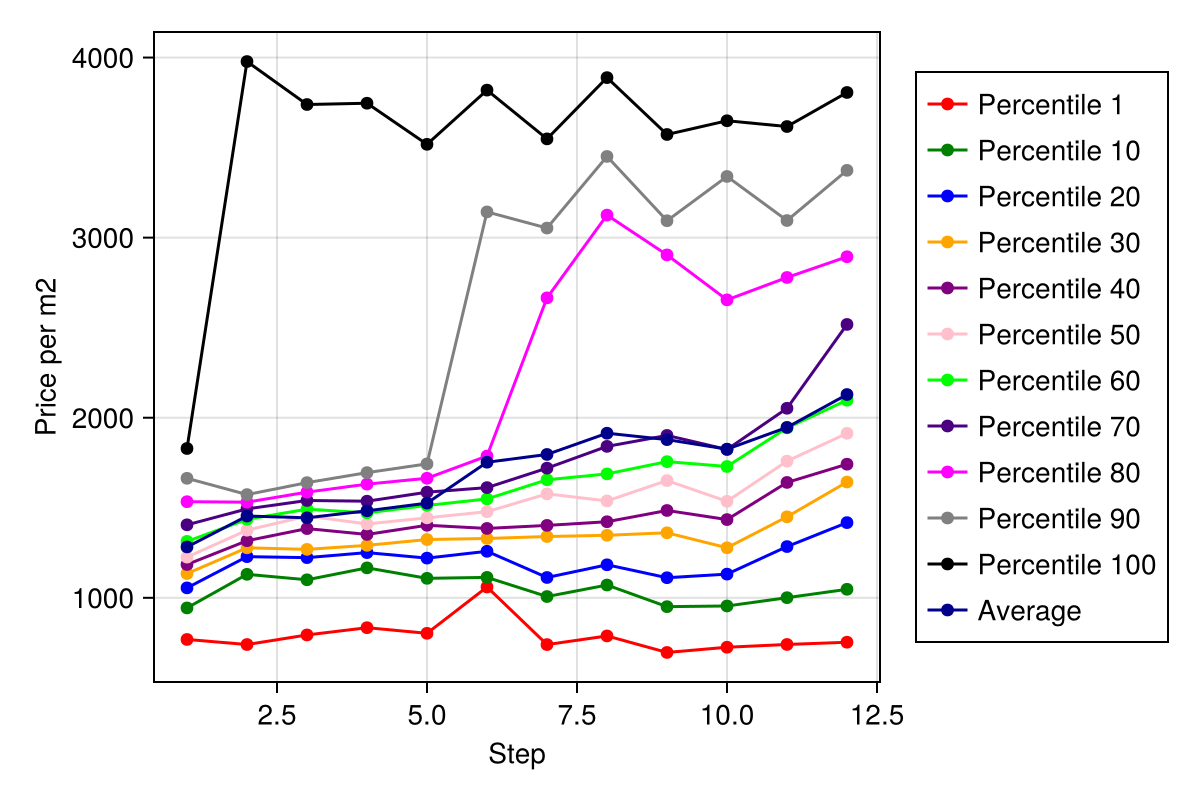 4000
3000
2000
1000
Price per m2
2.5 5.0 7.5 10.0 12.5
Step
Percentile 1
Percentile 10
Percentile 20
Percentile 30
Percentile 40
Percentile 50
Percentile 60
Percentile 70
Percentile 80
Percentile 90
Percentile 100
Average